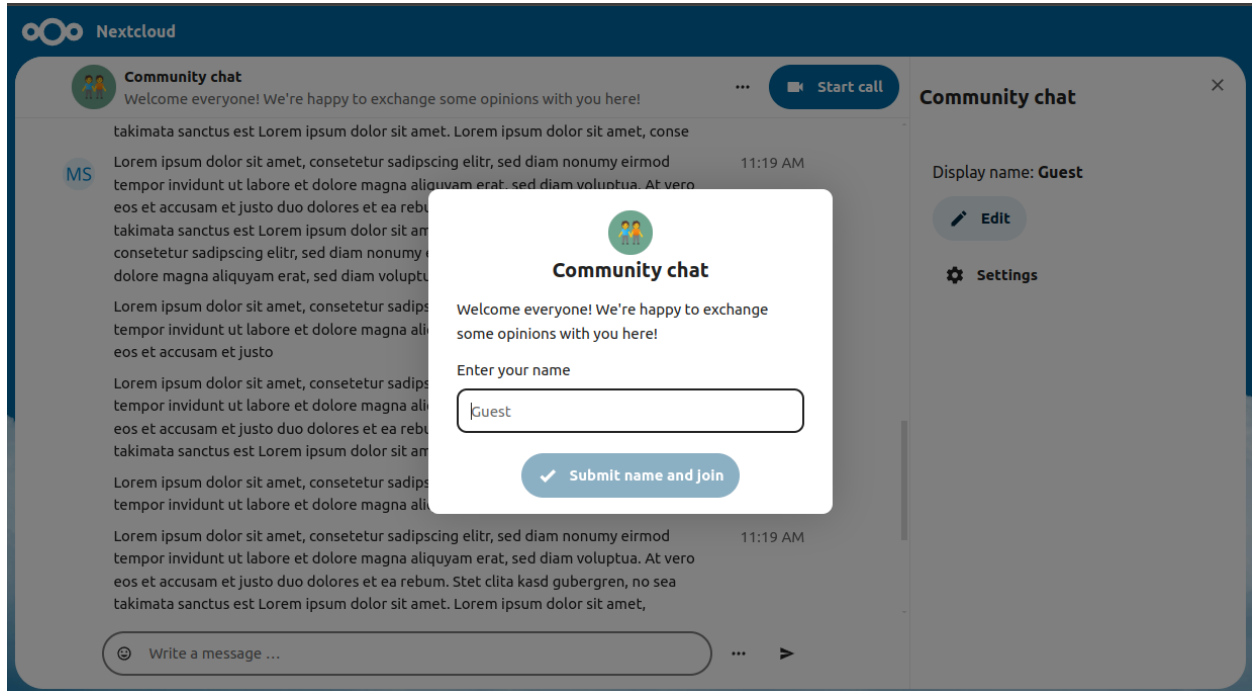 Nextcloud
Community chat
Welcome everyone! We're happy to exchange some opinions with you here!
Start call
takimata sanctus est Lorem ipsum dolor sit amet. Lorem ipsum dolor sit amet, conse
MS
Lorem ipsum dolor sit amet, consetetur sadipscing elitr, sed diam nonumy eirmod
11:19 AM
tempor invidunt ut labore et dolore magna aliquyam erat, sed diam voluptua. At vero
eos et accusam et justo duo dolores et ea rebu
takimata sanctus est Lorem ipsum dolor sit am
consetetur sadipscing elitr, sed diam nonumy
dolore magna aliquyam erat, sed diam voluptu
Lorem ipsum dolor sit amet, consetetur sadips
tempor invidunt ut labore et dolore magna ali
eos et accusam et justo
Lorem ipsum dolor sit amet, consetetur sadips
tempor invidunt ut labore et dolore magna ali
eos et accusam et justo duo dolores et ea rebu
takimata sanctus est Lorem ipsum dolor sit am
Lorem ipsum dolor sit amet, consetetur sadips
tempor invidunt ut labore et dolore magna ali
Lorem ipsum dolor sit amet, consetetur sadipscing elitr, sed diam nonumy eirmod
11:19 AM
tempor invidunt ut labore et dolore magna aliquyam erat, sed diam voluptua. At vero
eos et accusam et justo duo dolores et ea rebum. Stet clita kasd gubergren, no sea
takimata sanctus est Lorem ipsum dolor sit amet. Lorem ipsum dolor sit amet,
Write a message ...
Community chat
Welcome everyone! We're happy to exchange
some opinions with you here!
Enter your name
Guest
Submit name and join
Community chat
Display name: Guest
Edit
Settings